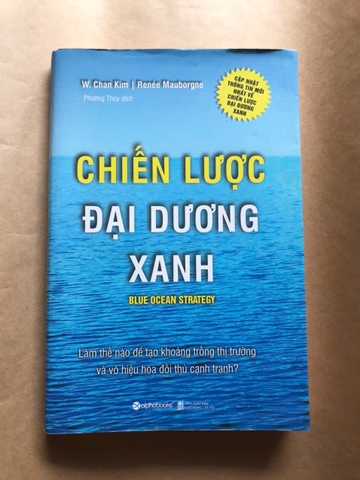 W. Chan Kim | Renée Mauborgne
Phương Thúy dịch
CẬP NHẬT
THÔNG TIN MỚI
NHẤT VỀ
CHIẾN LƯỢC
ĐẠI DƯƠNG
XANH
CHIẾN LƯỢC
ĐẠI DƯƠNG
XANH
BLUE OCEAN STRATEGY
Làm thế nào để tạo khoảng trống thị trường
và vô hiệu hóa đối thủ cạnh tranh?
alphabooks